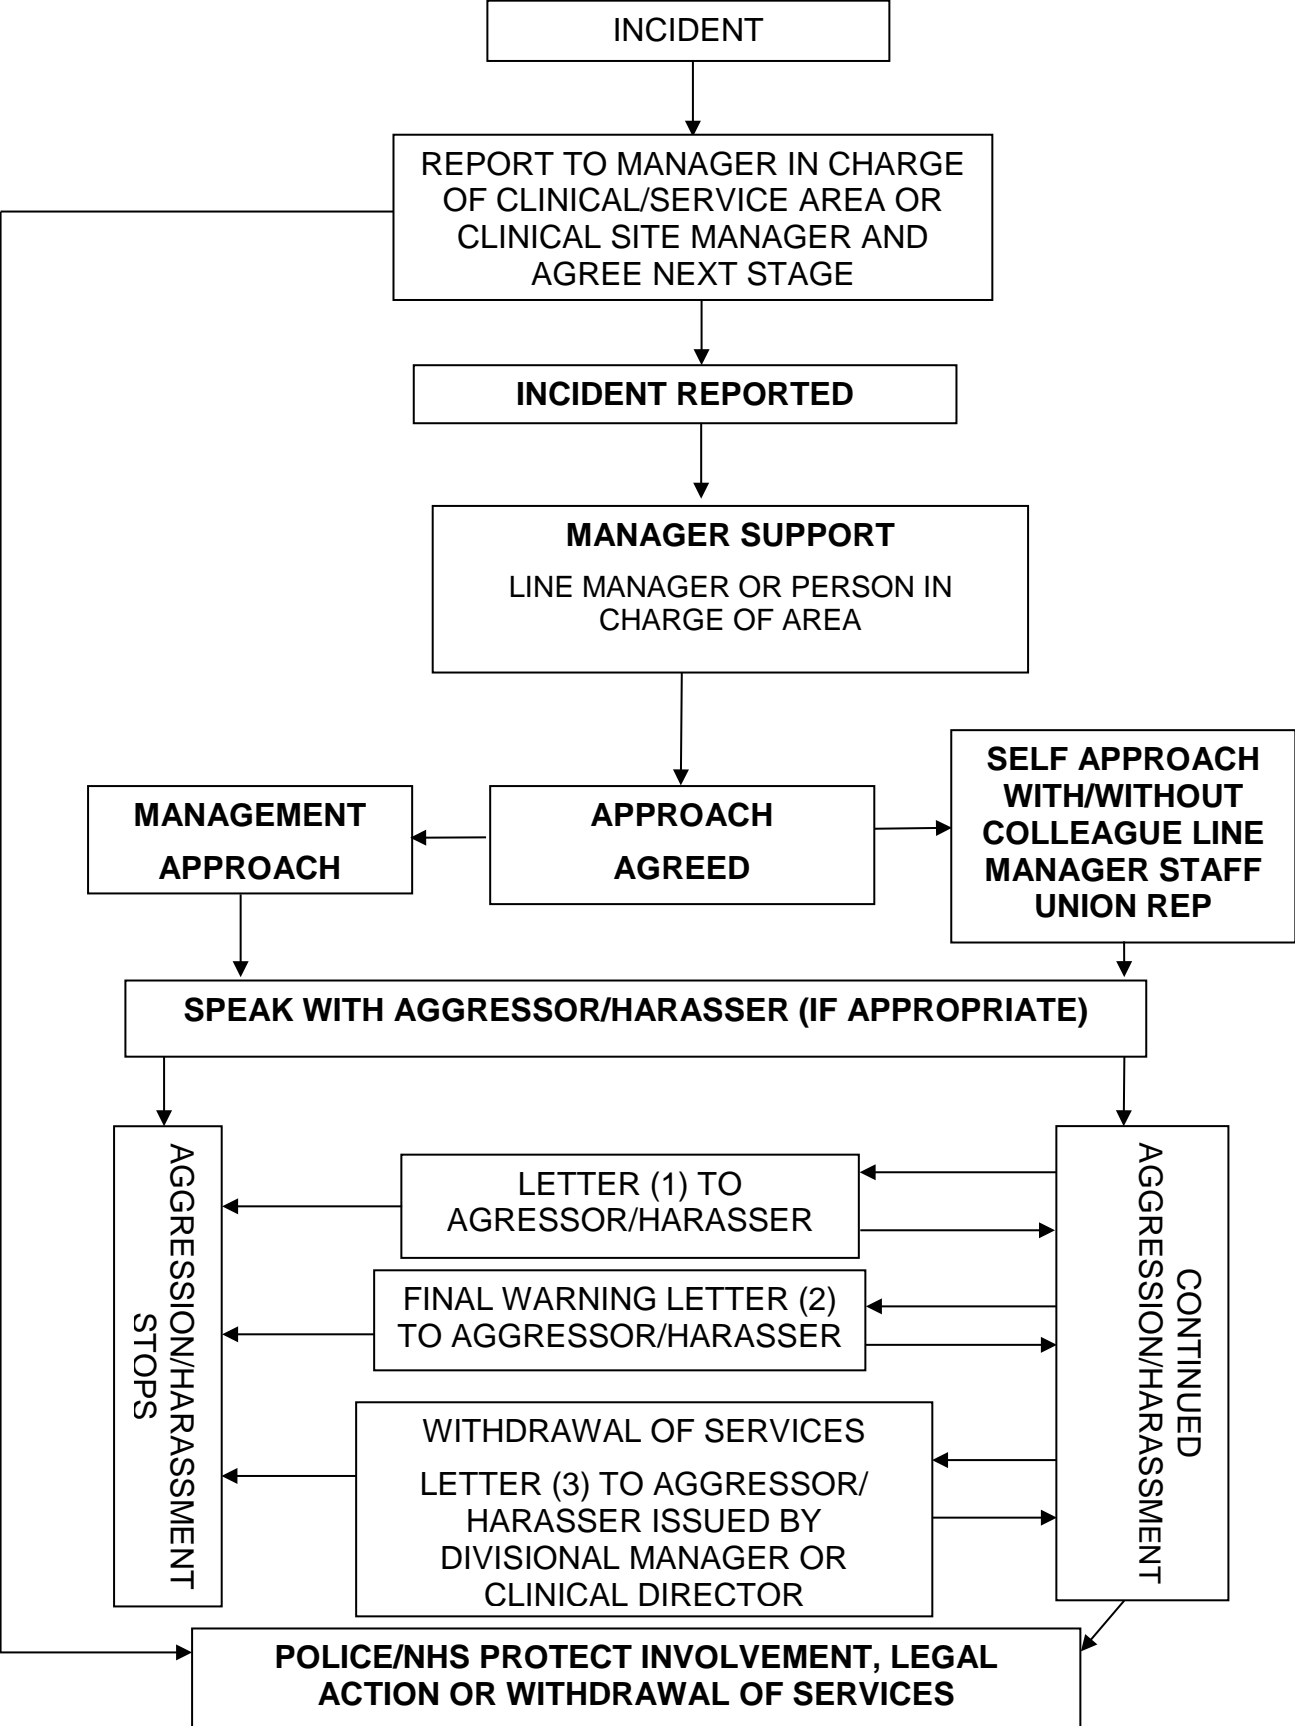 INCIDENT
REPORT TO MANAGER IN CHARGE
OF CLINICAL/SERVICE AREA OR
CLINICAL SITE MANAGER AND
AGREE NEXT STAGE
INCIDENT REPORTED
MANAGER SUPPORT
LINE MANAGER OR PERSON IN
CHARGE OF AREA
MANAGEMENT
APPROACH
APPROACH
AGREED
SELF APPROACH
WITH/WITHOUT
COLLEAGUE LINE
MANAGER STAFF
UNION REP
SPEAK WITH AGGRESSOR/HARASSER (IF APPROPRIATE)
AGGRESSION/HARASSMENT
STOPS
LETTER (1) TO
AGRESSOR/HARASSER
FINAL WARNING LETTER (2)
TO AGGRESSOR/HARASSER
WITHDRAWAL OF SERVICES
LETTER (3) TO AGGRESSOR/
HARASSER ISSUED BY
DIVISIONAL MANAGER OR
CLINICAL DIRECTOR
CONTINUED
AGGRESSION/HARASSMENT
POLICE/NHS PROTECT INVOLVEMENT, LEGAL
ACTION OR WITHDRAWAL OF SERVICES